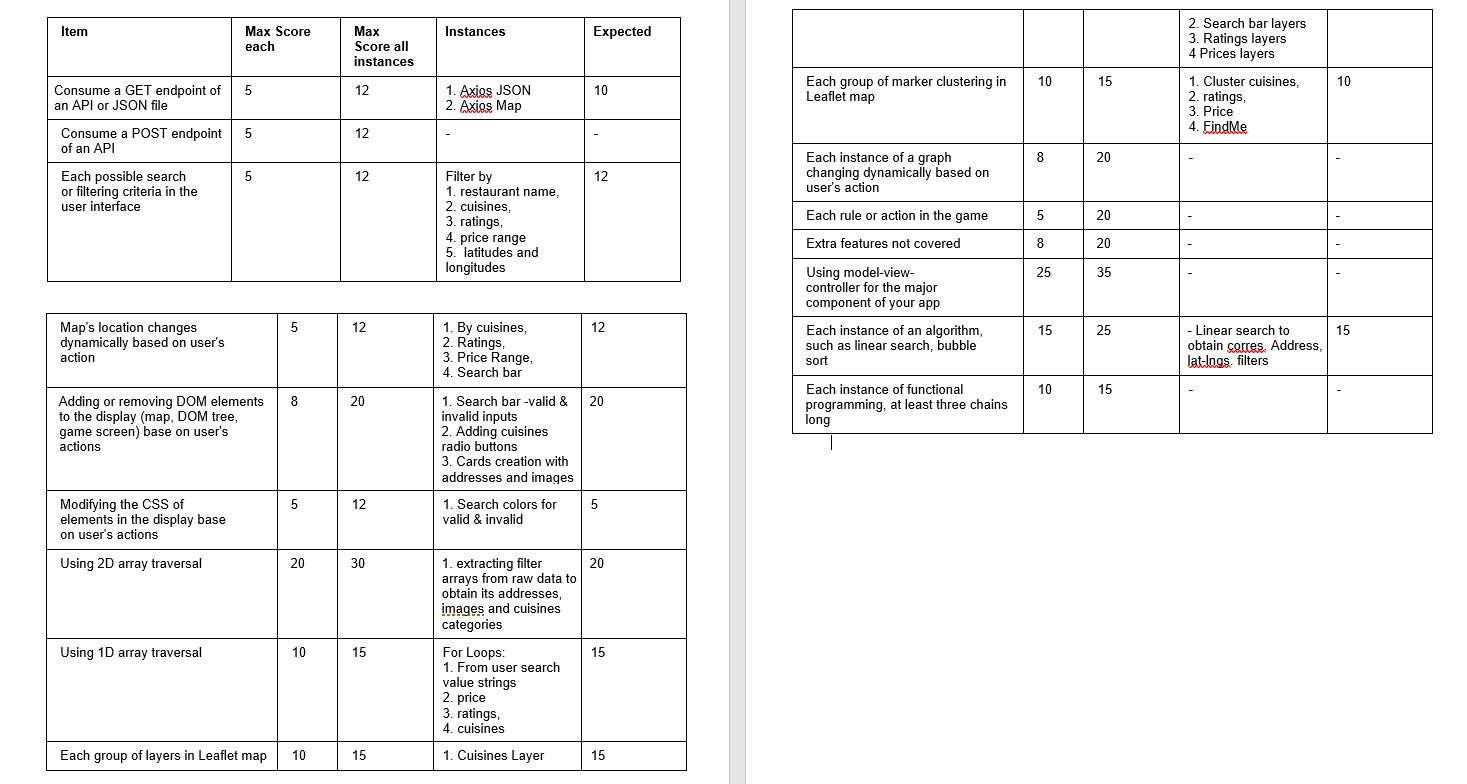 Item
Max Score
each
Max
Score all
instances
Instances
Expected
Consume a GET endpoint of
an API or JSON file
5
12
1. Axios JSON
2. Axios Map
10
Consume a POST endpoint
of an API
5
12
-
-
Each possible search
or filtering criteria in the
user interface
5
12
Filter by
1. restaurant name,
2. cuisines,
3. ratings,
4. price range
5.  latitudes and
longitudes
12
Map's location changes
dynamically based on user's
action
5
12
1. By cuisines,
2. Ratings,
3. Price Range,
4. Search bar
12
Adding or removing DOM elements
to the display (map, DOM tree,
game screen) base on user's
actions
8
20
1. Search bar -valid &
invalid inputs
2. Adding cuisines
radio buttons
3. Cards creation with
addresses and images
20
Modifying the CSS of
elements in the display base
on user's actions
5
12
1. Search colors for
valid & invalid
5
Using 2D array traversal
20
30
1. extracting filter
arrays from raw data to
obtain its addresses,
images and cuisines
categories
20
Using 1D array traversal
10
15
For Loops:
1. From user search
value strings
2. price
3. ratings,
4. cuisines
15
Each group of layers in Leaflet map
10
15
1. Cuisines Layer
15
2. Search bar layers
3. Ratings layers
4 Prices layers
Each group of marker clustering in
Leaflet map
10
15
1. Cluster cuisines,
2. ratings,
3. Price
4. FindMe
10
Each instance of a graph
changing dynamically based on
user's action
8
20
-
-
Each rule or action in the game
5
20
-
-
Extra features not covered
8
20
-
-
Using model-view-
controller for the major
component of your app
25
35
-
-
Each instance of an algorithm,
such as linear search, bubble
sort
15
25
- Linear search to
obtain corres. Address,
lat-lngs. filters
15
Each instance of functional
programming, at least three chains
long
10
15
-
-